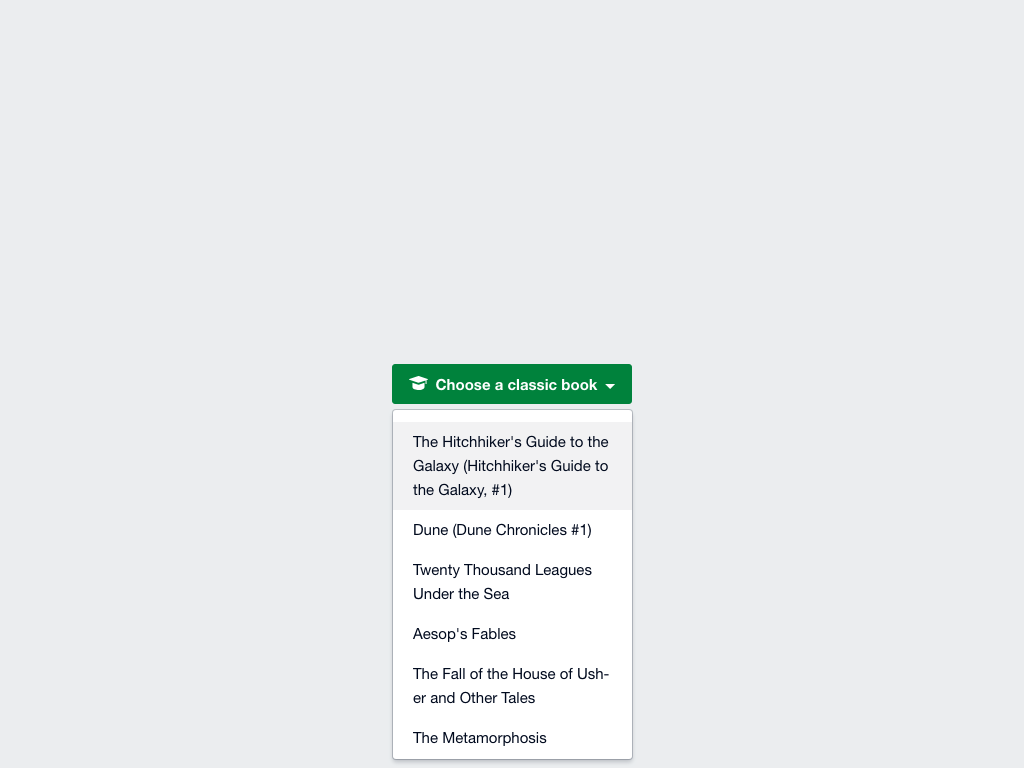 Choose a classic book
The Hitchhiker's Guide to the
Galaxy (Hitchhiker's Guide to
the Galaxy, #1)
Dune (Dune Chronicles #1)
Twenty Thousand Leagues
Under the Sea
Aesop's Fables
The Fall of the House of Ush-
er and Other Tales
The Metamorphosis